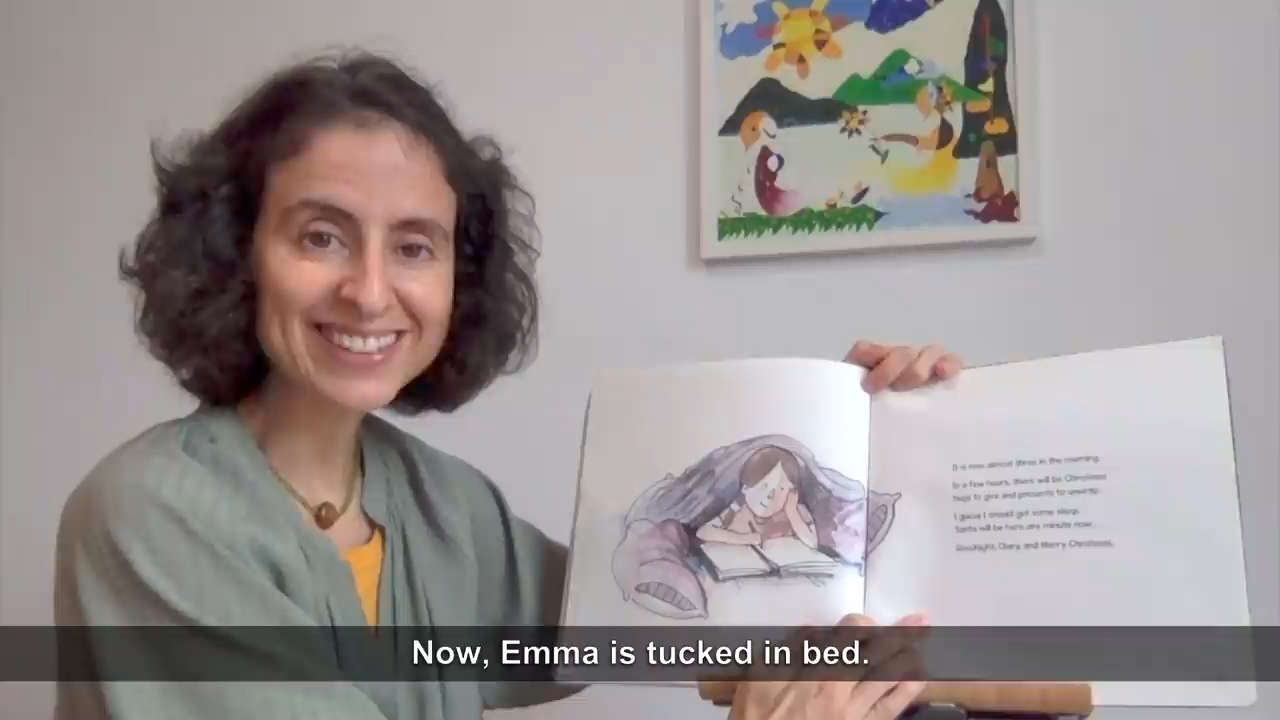 It is now almost three in the morning.
In a few hours, there will be Christmas
hugs to give and presents to unwrap.
I guess I should get some sleep.
Santa will be here any minute now.
Goodnight, Diary, and Merry Christmas.
Now, Emma is tucked in bed.